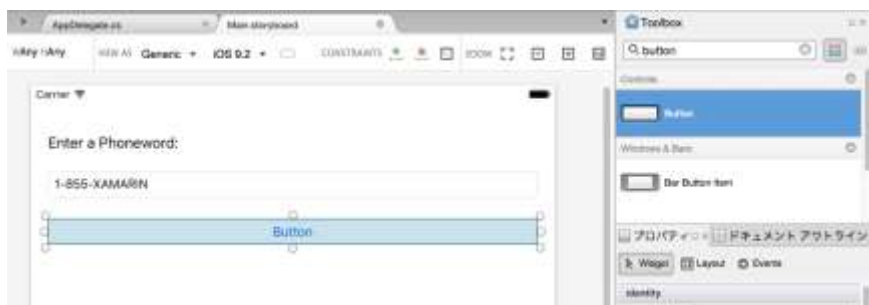 AppDelegate.cs
Main.storyboard
Toolbox
wAny hAny VIEW AS Generic iOS 9.2 CONSTRAINTS ZOOM
button
Controls
Carrier
Button
Enter a Phoneword:
Windows & Bars
1-855-XAMARIN
Bar Button Item
Button
プロパティ
ドキュメント アウトライン
Widget Layout Events
Identity